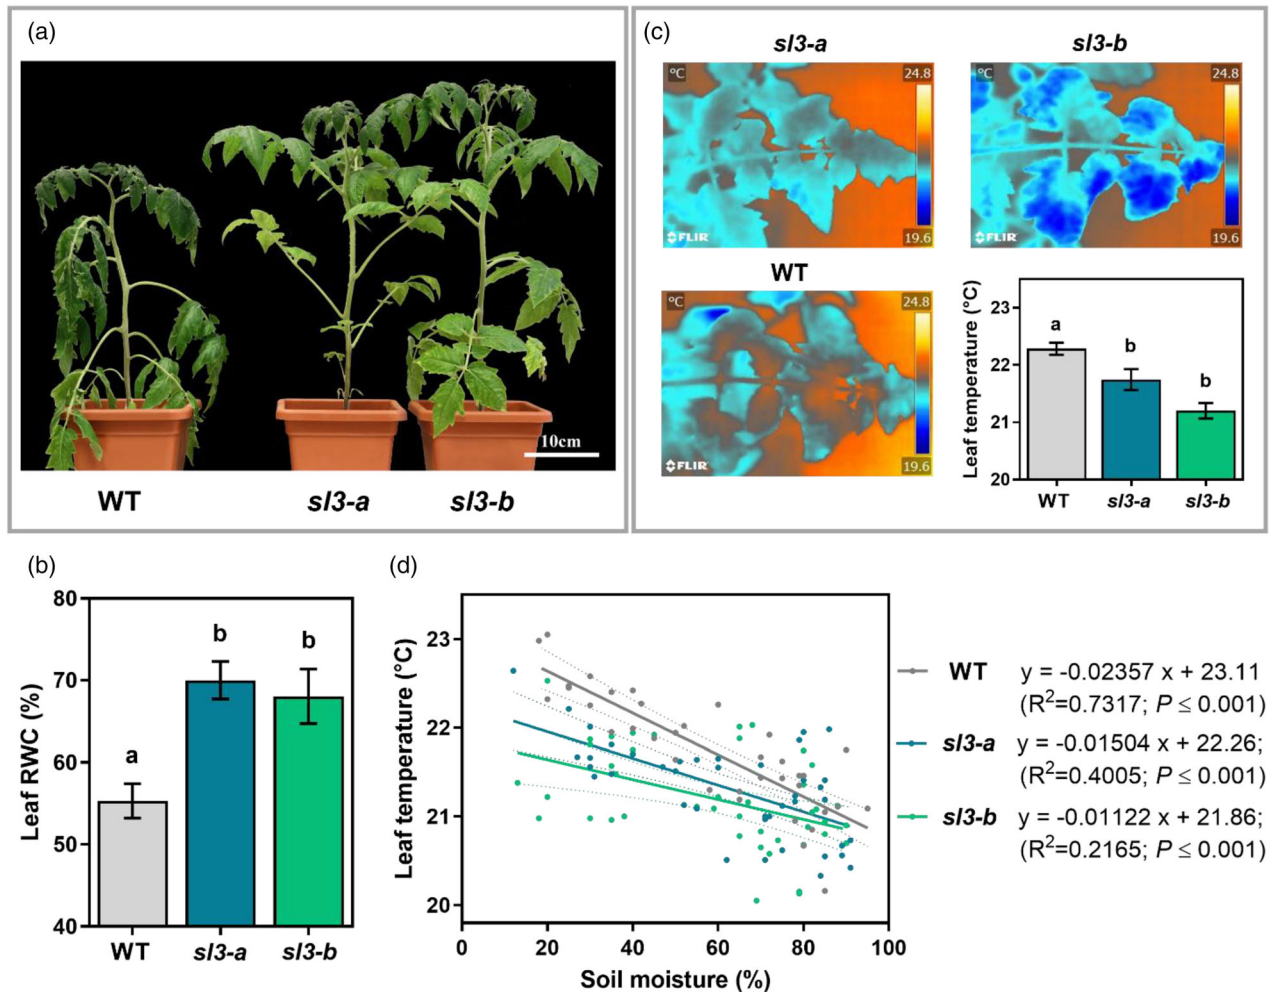 (a)
10cm
WT
sl3-a
sl3-b
(c)
sl3-a
°C
24.8
FLIR
19.6
sl3-b
°C
24.8
FLIR
19.6
WT
°C
24.8
FLIR
19.6
Leaf temperature (°C)
23
22
21
20
a
b
b
WT
sl3-a
sl3-b
(b)
Leaf RWC (%)
80
70
60
50
40
a
b
b
WT
sl3-a
sl3-b
(d)
Leaf temperature (°C)
23
22
21
20
0
20
40
60
80
100
Soil moisture (%)
WT y = -0.02357 x + 23.11
(R²=0.7317; P ≤ 0.001)
sl3-a y = -0.01504 x + 22.26;
(R²=0.4005; P ≤ 0.001)
sl3-b y = -0.01122 x + 21.86;
(R²=0.2165; P ≤ 0.001)